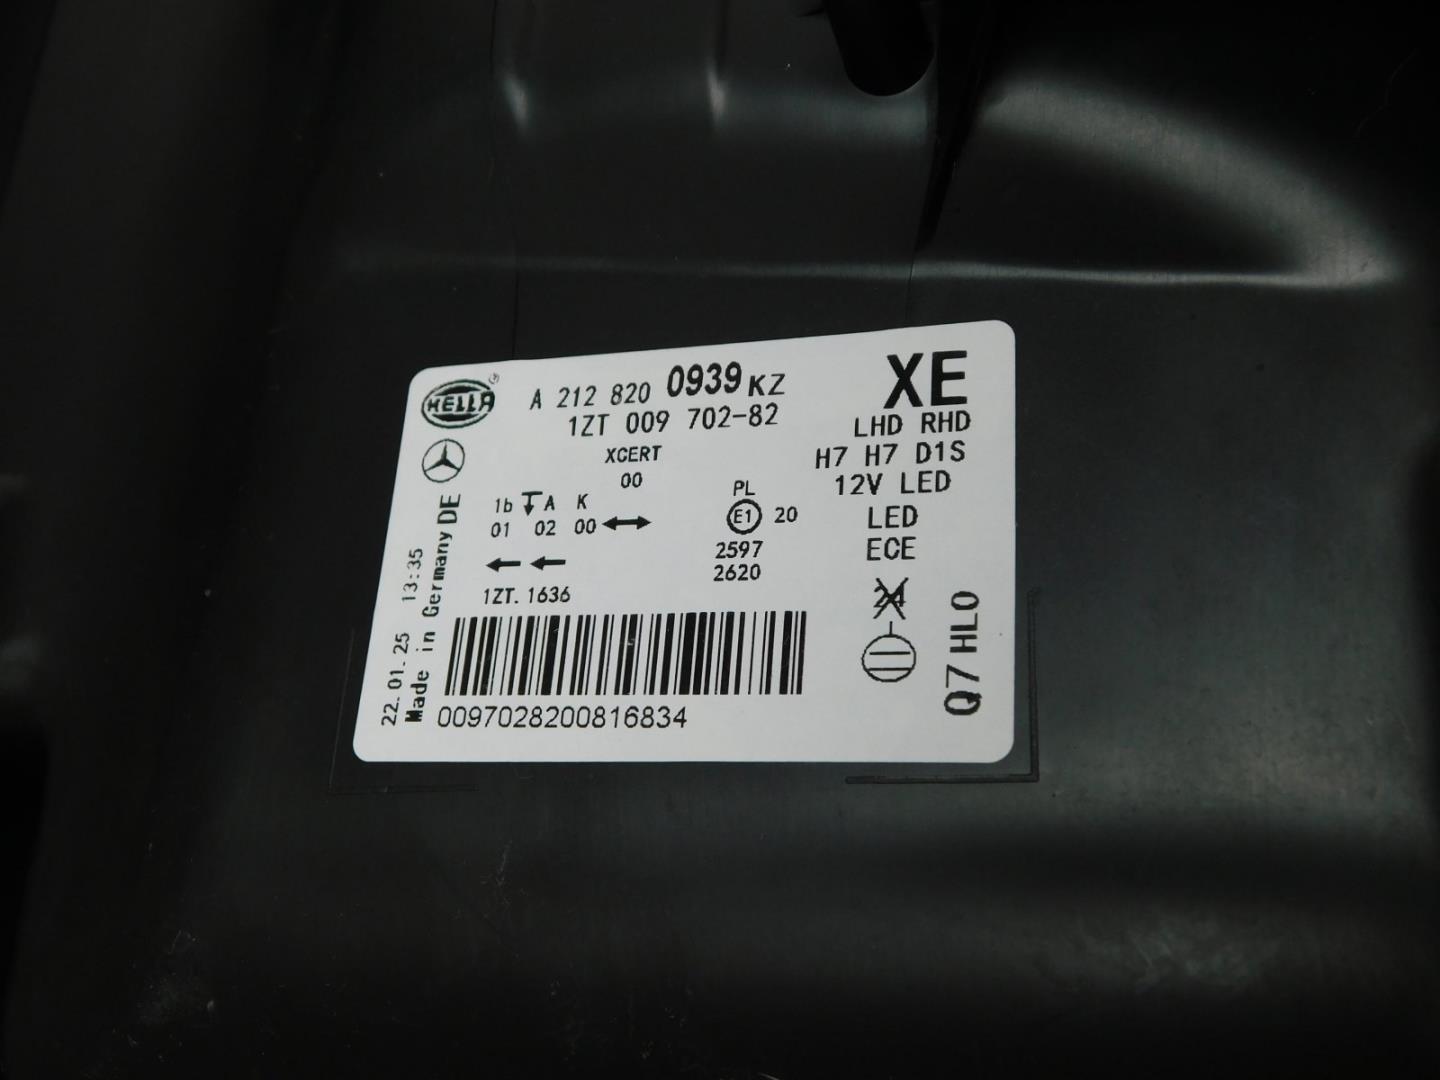 HELLA
A 212 820 0939 KZ
1ZT 009 702-82
XE
LHD RHD
H7 H7 D1S
12V LED
LED
ECE
24
XCERT
00
1b A K
01 02 00
PL
E1 20
2597
2620
1ZT. 1636
0097028200816834
22.01.25 13:35
Made in Germany DE
Q7 HL0